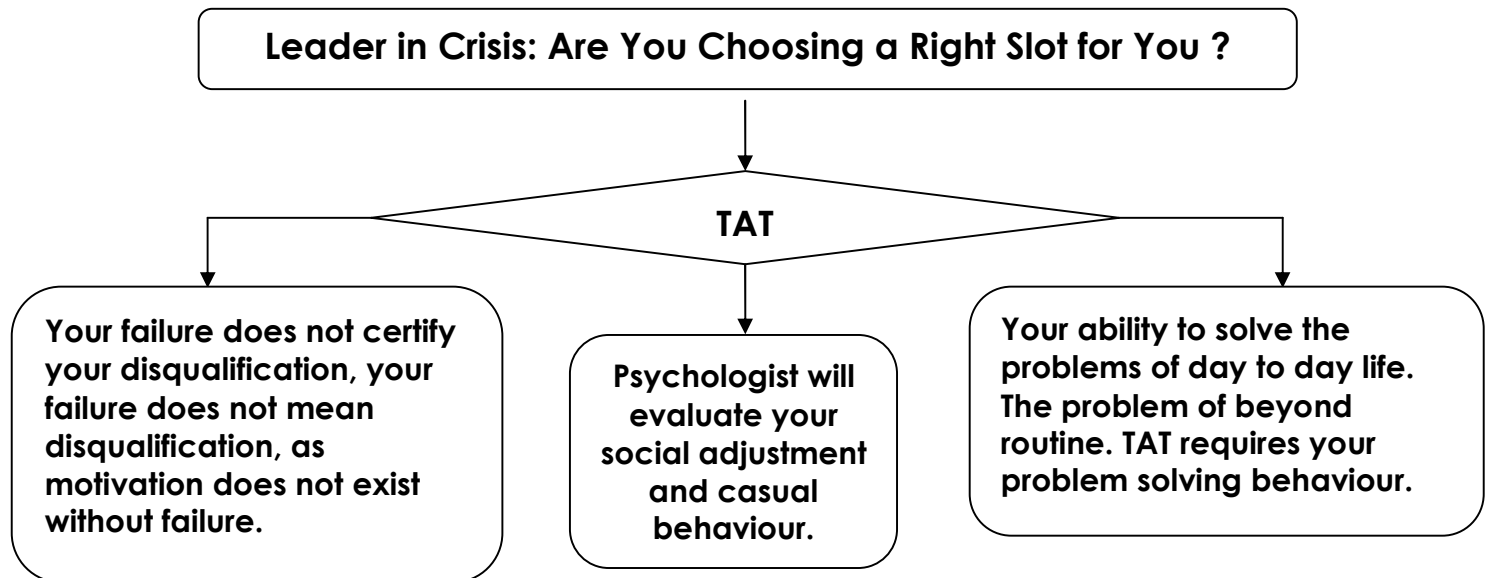 Leader in Crisis: Are You Choosing a Right Slot for You ?
TAT
Your failure does not certify
your disqualification, your
failure does not mean
disqualification, as
motivation does not exist
without failure.
Psychologist will
evaluate your
social adjustment
and casual
behaviour.
Your ability to solve the
problems of day to day life.
The problem of beyond
routine. TAT requires your
problem solving behaviour.